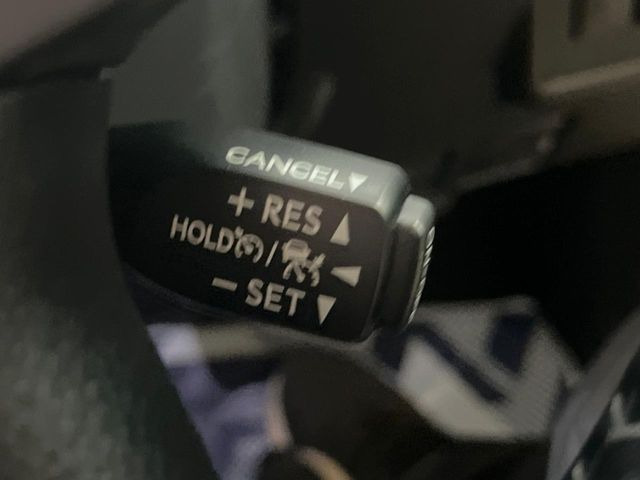 CANCEL▼
+ RES ▲
HOLD / ◀
− SET ▼